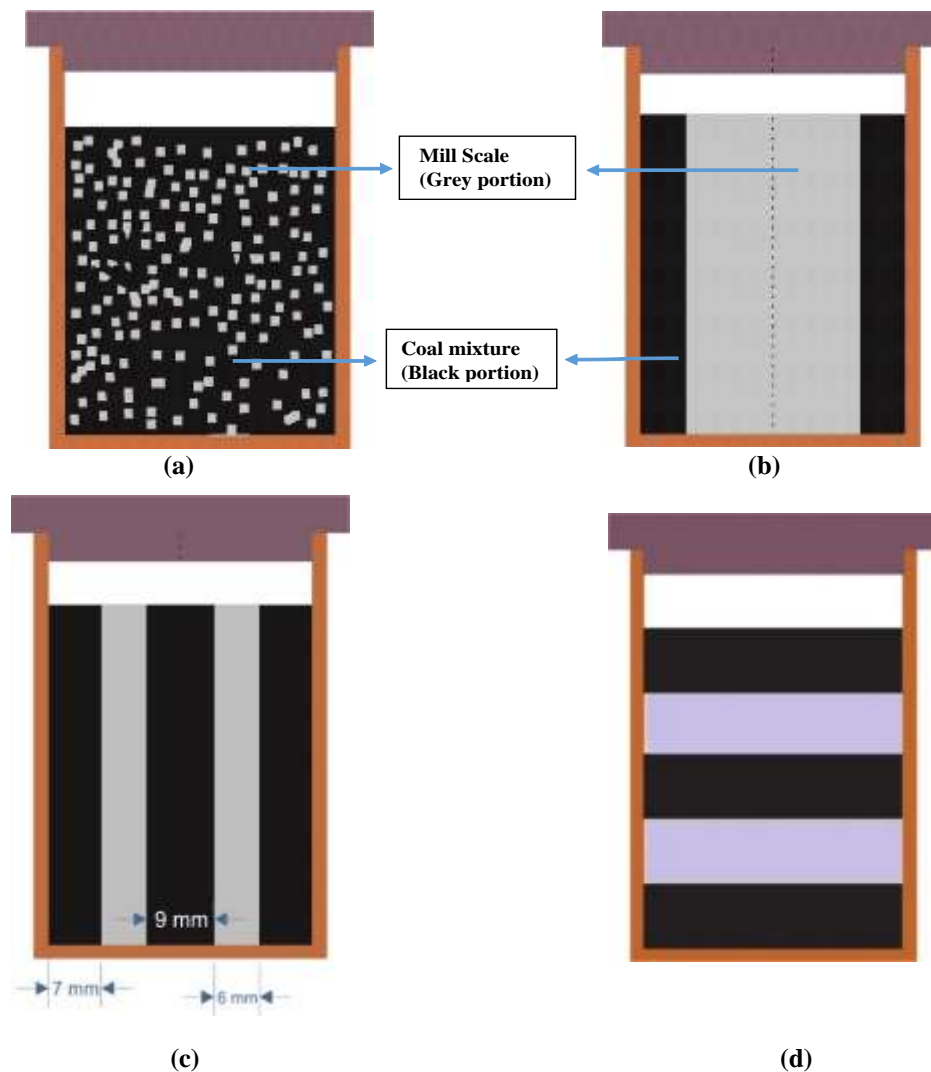 Mill Scale
(Grey portion)
Coal mixture
(Black portion)
(a)
(b)
9 mm
7 mm
6 mm
(c)
(d)